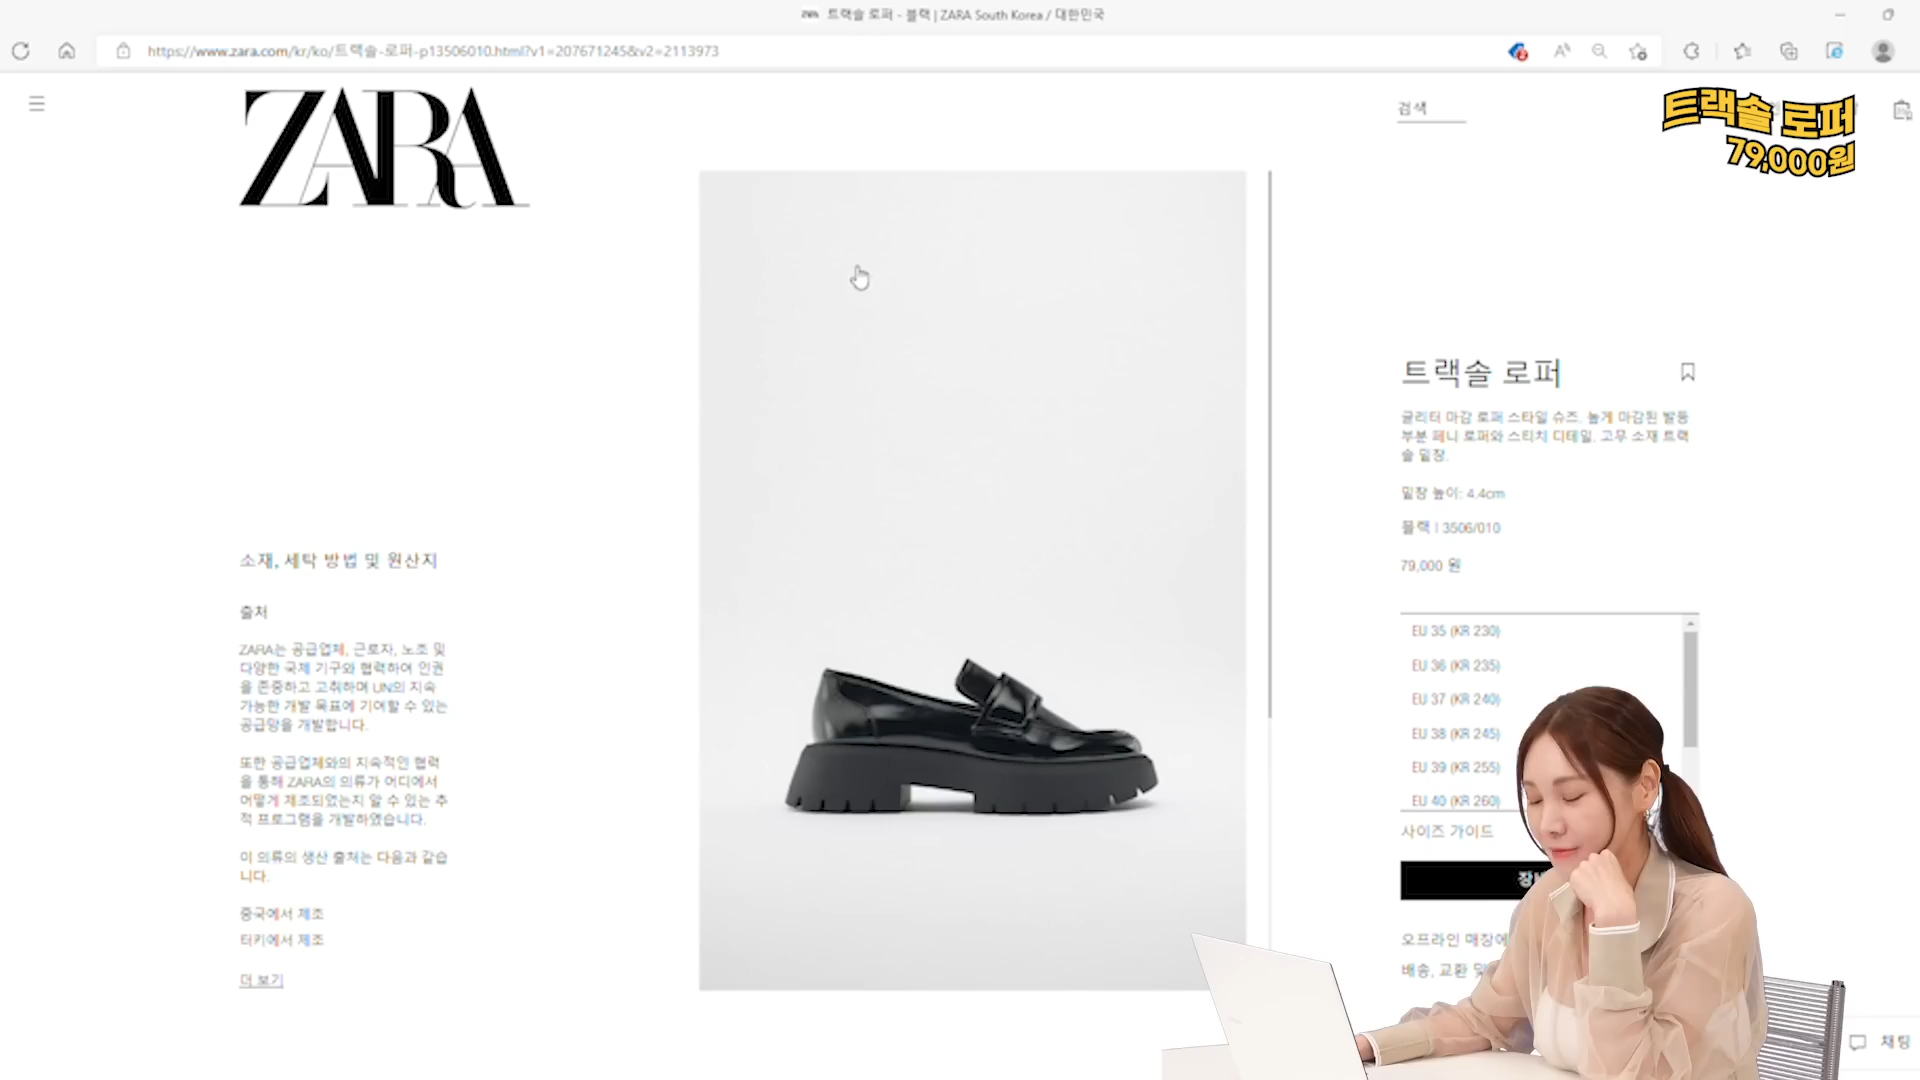 ZARA 트랙솔 로퍼 - 블랙 | ZARA South Korea / 대한민국
https://www.zara.com/kr/ko/트랙솔-로퍼-p13506010.html?v1=207671245&v2=2113973
ZARA
검색
트랙솔 로퍼
79,000원
트랙솔 로퍼
글리터 마감 로퍼 스타일 슈즈. 높게 마감된 발등
부분 페니 로퍼와 스티치 디테일. 고무 소재 트랙
솔 밑창.
밑창 높이: 4.4cm
블랙 | 3506/010
79,000 원
EU 35 (KR 230)
EU 36 (KR 235)
EU 37 (KR 240)
EU 38 (KR 245)
EU 39 (KR 255)
EU 40 (KR 260)
사이즈 가이드
오프라인 매장에
배송, 교환 및
소재, 세탁 방법 및 원산지
출처
ZARA는 공급업체, 근로자, 노조 및
다양한 국제 기구와 협력하여 인권
을 존중하고 고취하며 UN의 지속
가능한 개발 목표에 기여할 수 있는
공급망을 개발합니다.
또한 공급업체와의 지속적인 협력
을 통해 ZARA의 의류가 어디에서
어떻게 제조되었는지 알 수 있는 추
적 프로그램을 개발하였습니다.
이 의류의 생산 출처는 다음과 같습
니다.
중국에서 제조
터키에서 제조
더 보기
채팅